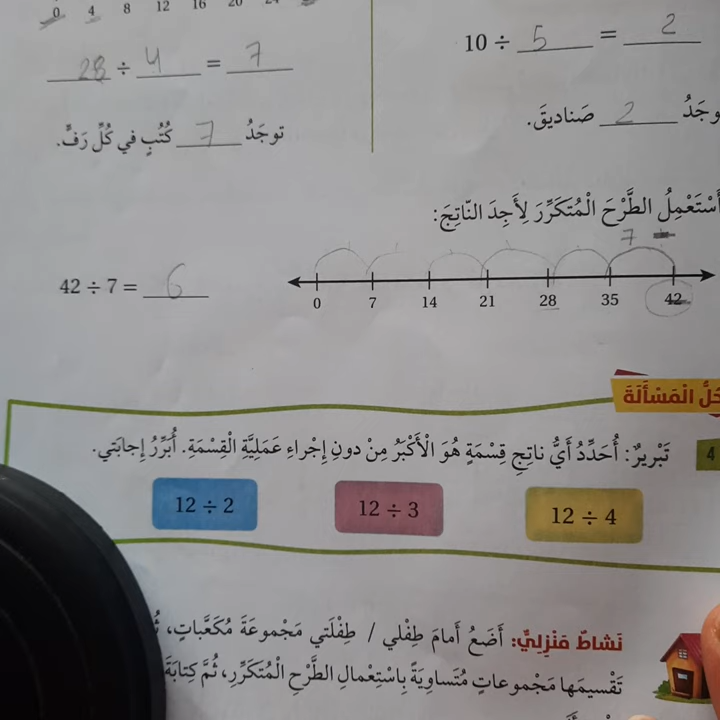 0 4 8 12 16 20 24
10 ÷ 5 = 2
28 ÷ 4 = 7
وجَدُ 2 صَناديقَ.
توجَدُ 7 كُتُبٍ في كُلِّ رَفٍّ.
أَسْتَعْمِلُ الطَّرْحَ الْمُتَكَرِّرَ لِأَجِدَ النّاتِجَ:
7
42 ÷ 7 = 6
0 7 14 21 28 35 42
حُلُّ الْمَسْأَلَةَ
4 تَبْريرٌ: أُحَدِّدُ أَيُّ ناتِجِ قِسْمَةٍ هُوَ الْأَكْبَرُ مِنْ دونِ إِجْراءِ عَمَلِيَّةِ الْقِسْمَةِ. أُبَرِّرُ إِجابَتي.
12 ÷ 4
12 ÷ 3
12 ÷ 2
نَشاطٌ مَنْزِلِيٌّ: أَضَعُ أَمامَ طِفْلي / طِفْلَتي مَجْموعَةَ مُكَعَّباتٍ،
تَقْسيمَها مَجْموعاتٍ مُتَساوِيَةً بِاسْتِعْمالِ الطَّرْحِ الْمُتَكَرِّرِ، ثُمَّ كِتابَةَ